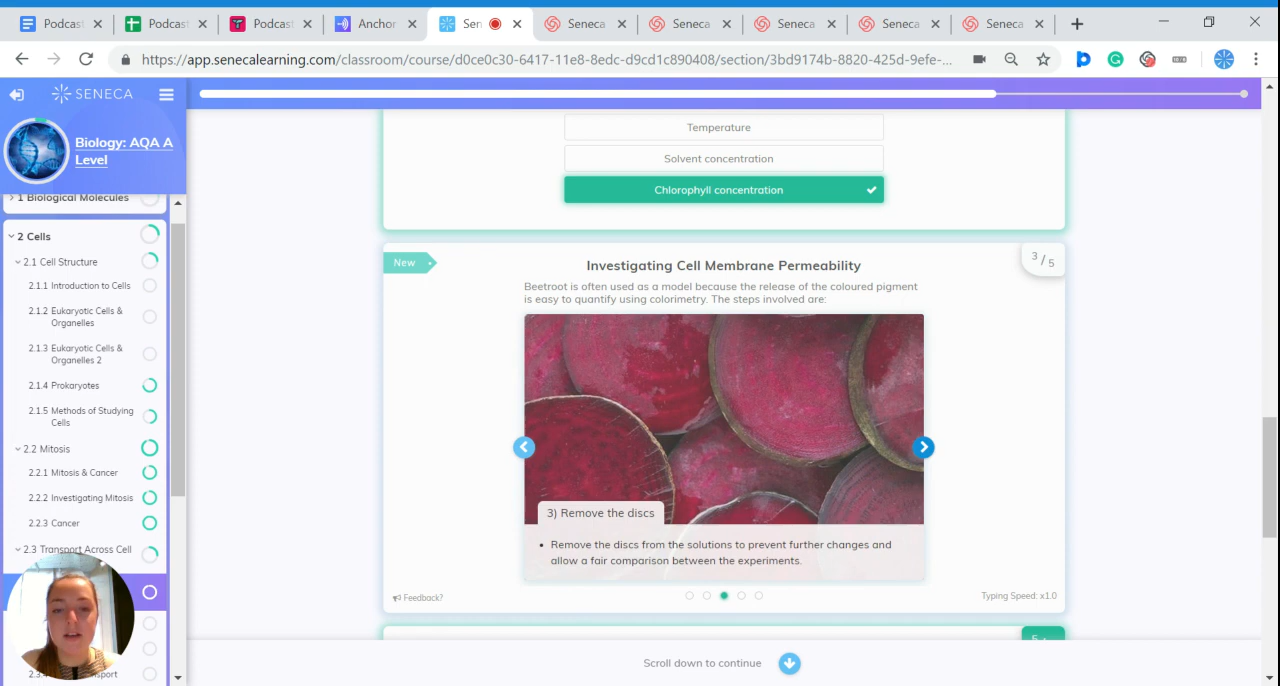 Podcast
Podcast
Podcast
Anchor
Sen
Seneca
Seneca
Seneca
Seneca
Seneca
https://app.senecalearning.com/classroom/course/d0ce0c30-6417-11e8-8edc-d9cd1c890408/section/3bd9174b-8820-425d-9efe-...
SENECA
Biology: AQA A
Level
1 Biological Molecules
2 Cells
2.1 Cell Structure
2.1.1 Introduction to Cells
2.1.2 Eukaryotic Cells &
Organelles
2.1.3 Eukaryotic Cells &
Organelles 2
2.1.4 Prokaryotes
2.1.5 Methods of Studying
Cells
2.2 Mitosis
2.2.1 Mitosis & Cancer
2.2.2 Investigating Mitosis
2.2.3 Cancer
2.3 Transport Across Cell
Temperature
Solvent concentration
Chlorophyll concentration
New
Investigating Cell Membrane Permeability
3 / 5
Beetroot is often used as a model because the release of the coloured pigment
is easy to quantify using colorimetry. The steps involved are:
3) Remove the discs
• Remove the discs from the solutions to prevent further changes and
allow a fair comparison between the experiments.
Feedback?
Typing Speed: x1.0
Scroll down to continue